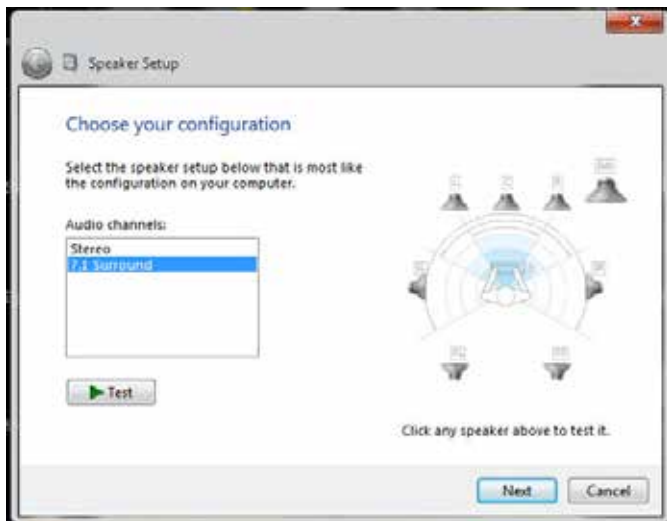 Speaker Setup
Choose your configuration
Select the speaker setup below that is most like
the configuration on your computer.
Audio channels:
Stereo
7.1 Surround
Test
Click any speaker above to test it.
Next
Cancel